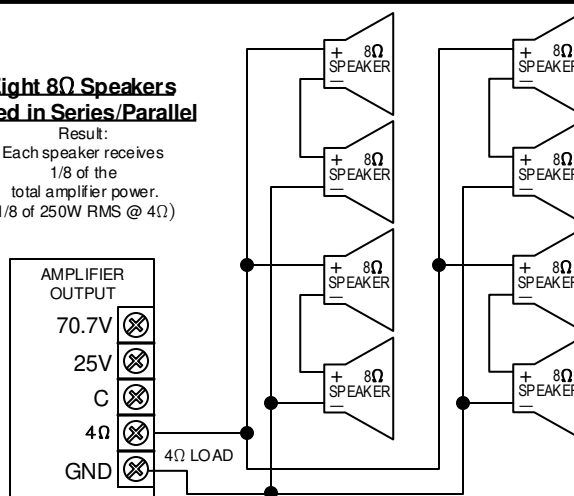 ight 8Ω Speakers
ed in Series/Parallel
Result:
Each speaker receives
1/8 of the
total amplifier power.
1/8 of 250W RMS @ 4Ω)
AMPLIFIER
OUTPUT
70.7V
25V
C
4Ω
GND
4Ω LOAD
+ 8Ω
SPEAKER
−
+ 8Ω
SPEAKER
−
+ 8Ω
SPEAKER
−
+ 8Ω
SPEAKER
−
+ 8Ω
SPEAKER
−
+ 8Ω
SPEAKER
−
+ 8Ω
SPEAKER
−
+ 8Ω
SPEAKER
−